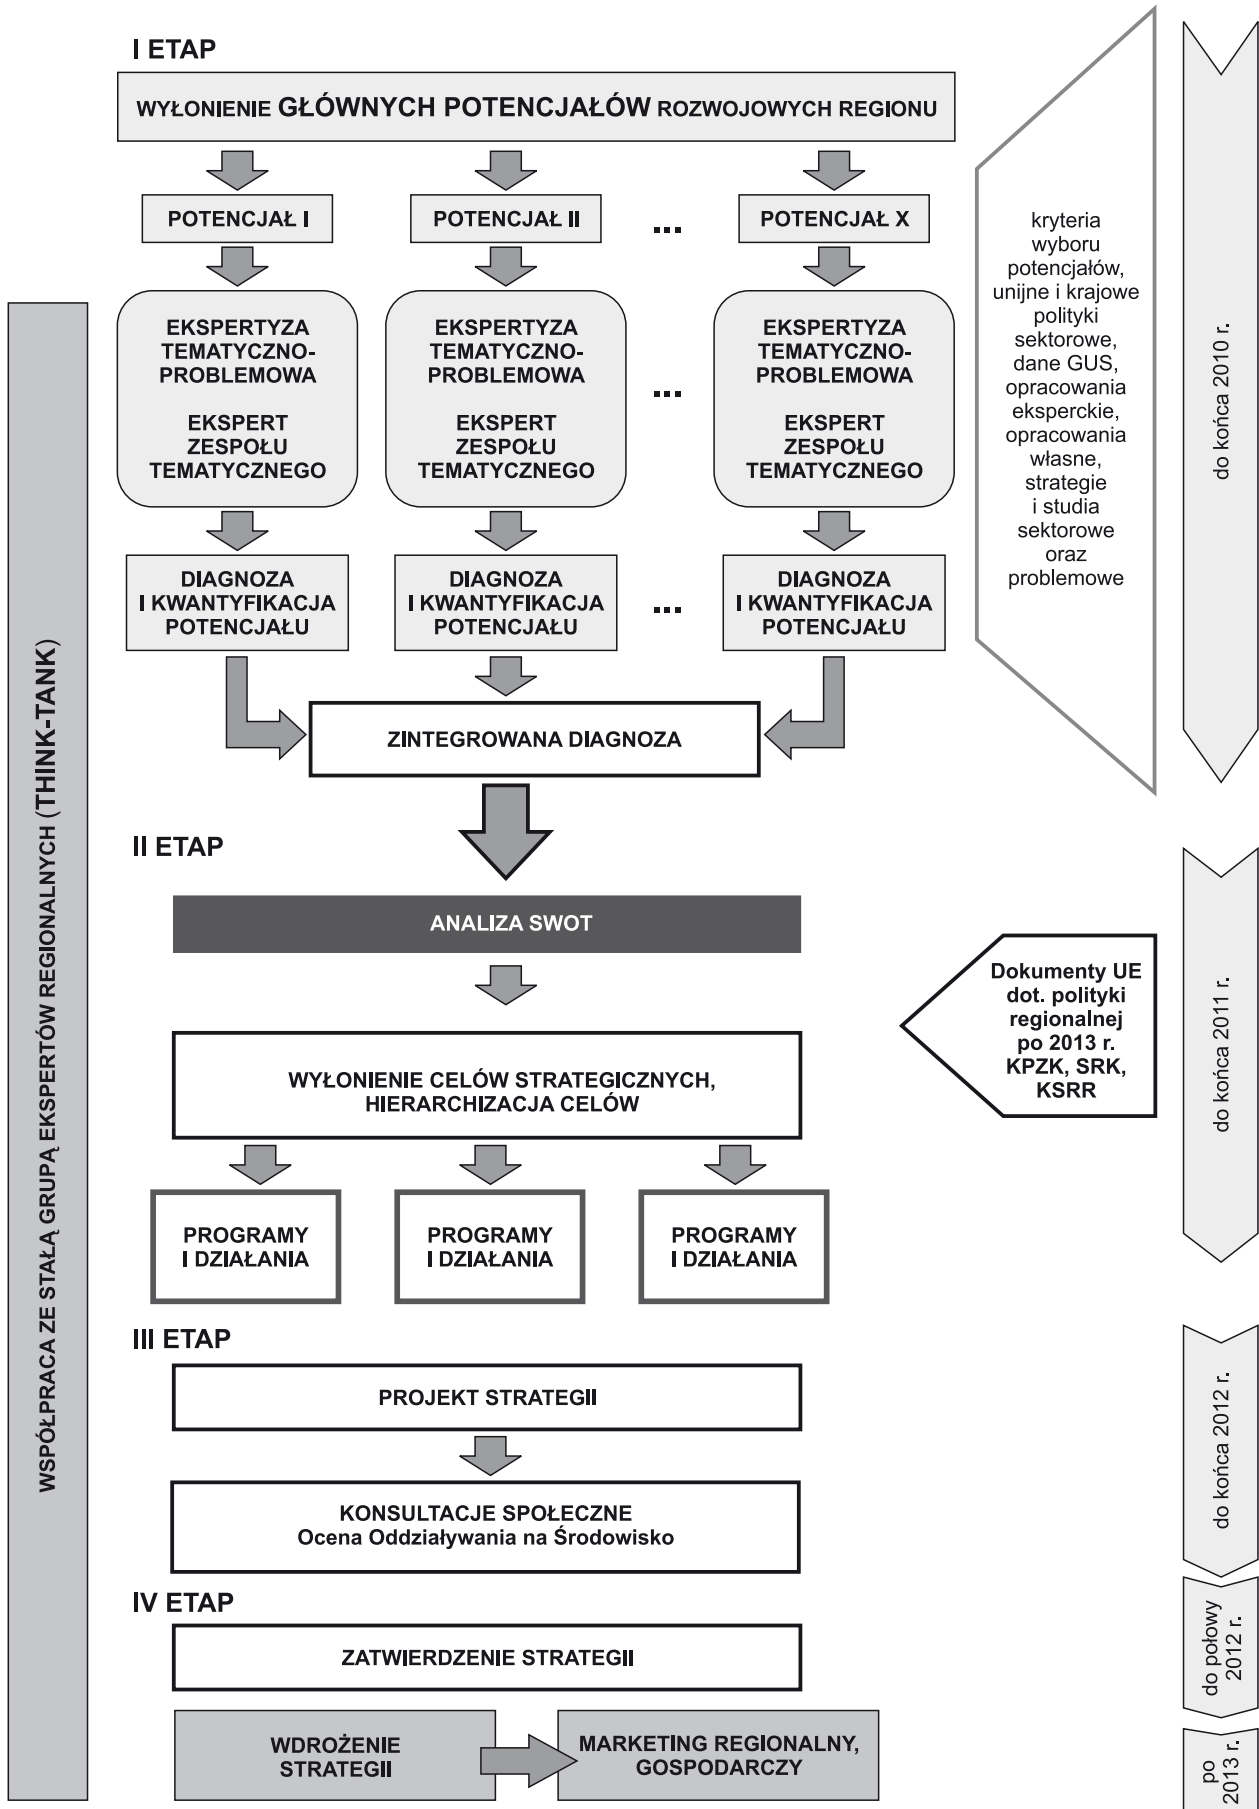 I ETAP
WYŁONIENIE GŁÓWNYCH POTENCJAŁÓW ROZWOJOWYCH REGIONU
POTENCJAŁ I
POTENCJAŁ II
...
POTENCJAŁ X
EKSPERTYZA
TEMATYCZNO-
PROBLEMOWA
EKSPERT
ZESPOŁU
TEMATYCZNEGO
EKSPERTYZA
TEMATYCZNO-
PROBLEMOWA
EKSPERT
ZESPOŁU
TEMATYCZNEGO
...
EKSPERTYZA
TEMATYCZNO-
PROBLEMOWA
EKSPERT
ZESPOŁU
TEMATYCZNEGO
DIAGNOZA
I KWANTYFIKACJA
POTENCJAŁU
DIAGNOZA
I KWANTYFIKACJA
POTENCJAŁU
...
DIAGNOZA
I KWANTYFIKACJA
POTENCJAŁU
ZINTEGROWANA DIAGNOZA
kryteria
wyboru
potencjałów,
unijne i krajowe
polityki
sektorowe,
dane GUS,
opracowania
eksperckie,
opracowania
własne,
strategie
i studia
sektorowe
oraz
problemowe
do końca 2010 r.
WSPÓŁPRACA ZE STAŁĄ GRUPĄ EKSPERTÓW REGIONALNYCH (THINK-TANK)
II ETAP
ANALIZA SWOT
WYŁONIENIE CELÓW STRATEGICZNYCH,
HIERARCHIZACJA CELÓW
PROGRAMY
I DZIAŁANIA
PROGRAMY
I DZIAŁANIA
PROGRAMY
I DZIAŁANIA
Dokumenty UE
dot. polityki
regionalnej
po 2013 r.
KPZK, SRK,
KSRR
do końca 2011 r.
III ETAP
PROJEKT STRATEGII
KONSULTACJE SPOŁECZNE
Ocena Oddziaływania na Środowisko
do końca 2012 r.
IV ETAP
ZATWIERDZENIE STRATEGII
do połowy
2012 r.
WDROŻENIE
STRATEGII
MARKETING REGIONALNY,
GOSPODARCZY
po
2013 r.